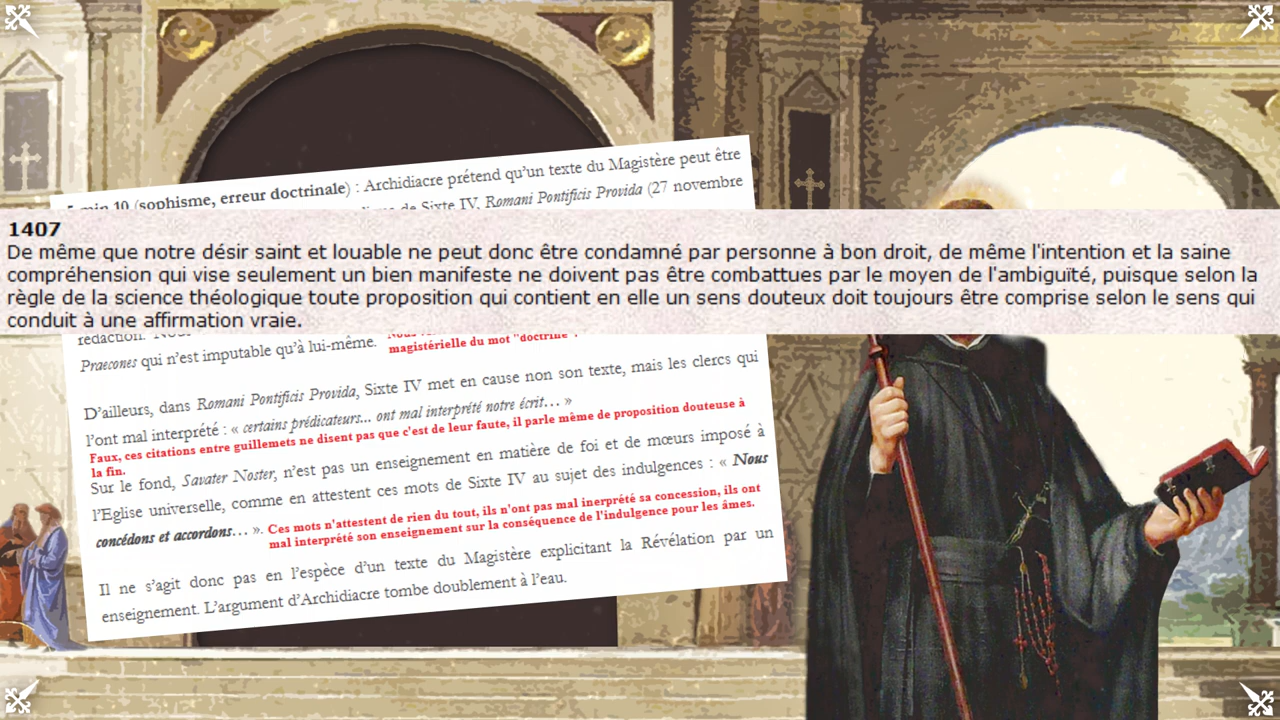 5 min 10 (sophisme, erreur doctrinale) : Archidiacre prétend qu'un texte du Magistère peut être
de Sixte IV, Romani Pontificis Provida (27 novembre
1407
De même que notre désir saint et louable ne peut donc être condamné par personne à bon droit, de même l'intention et la saine
compréhension qui vise seulement un bien manifeste ne doivent pas être combattues par le moyen de l'ambiguïté, puisque selon la
règle de la science théologique toute proposition qui contient en elle un sens douteux doit toujours être comprise selon le sens qui
conduit à une affirmation vraie.
rédaction.
Praecones qui n'est imputable qu'à lui-même.
magistérielle du mot "doctrine".
D'ailleurs, dans Romani Pontificis Provida, Sixte IV met en cause non son texte, mais les clercs qui
l'ont mal interprété : « certains prédicateurs... ont mal interprété notre écrit... »
Faux, ces citations entre guillemets ne disent pas que c'est de leur faute, il parle même de proposition douteuse à
la fin.
Sur le fond, Savater Noster, n'est pas un enseignement en matière de foi et de mœurs imposé à
l'Eglise universelle, comme en attestent ces mots de Sixte IV au sujet des indulgences : « Nous
concédons et accordons... ». Ces mots n'attestent de rien du tout, ils n'ont pas mal inerprété sa concession, ils ont
mal interprété son enseignement sur la conséquence de l'indulgence pour les âmes.
Il ne s'agit donc pas en l'espèce d'un texte du Magistère explicitant la Révélation par un
enseignement. L'argument d'Archidiacre tombe doublement à l'eau.